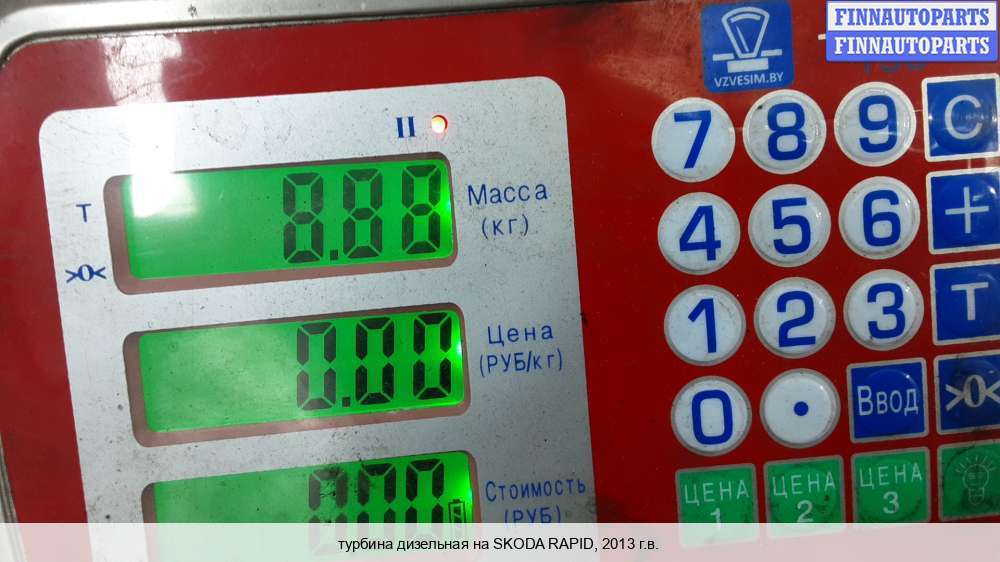 FINNAUTOPARTS
FINNAUTOPARTS
VZVESIM.BY
II
T
>0<
8.88
Масса
(кг)
0.00
Цена
(РУБ/кг)
Стоимость
(РУБ)
7 8 9 C
4 5 6 +
1 2 3 T
0 . Ввод >0<
ЦЕНА 1
ЦЕНА 2
ЦЕНА 3
турбина дизельная на SKODA RAPID, 2013 г.в.